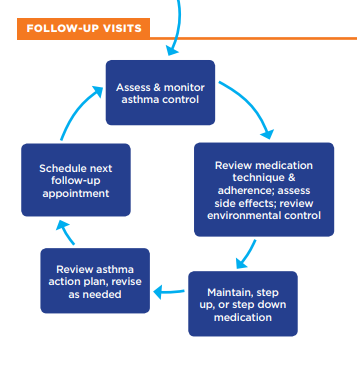 FOLLOW-UP VISITS
Assess & monitor
asthma control
Review medication
technique &
adherence; assess
side effects; review
environmental control
Maintain, step
up, or step down
medication
Review asthma
action plan, revise
as needed
Schedule next
follow-up
appointment